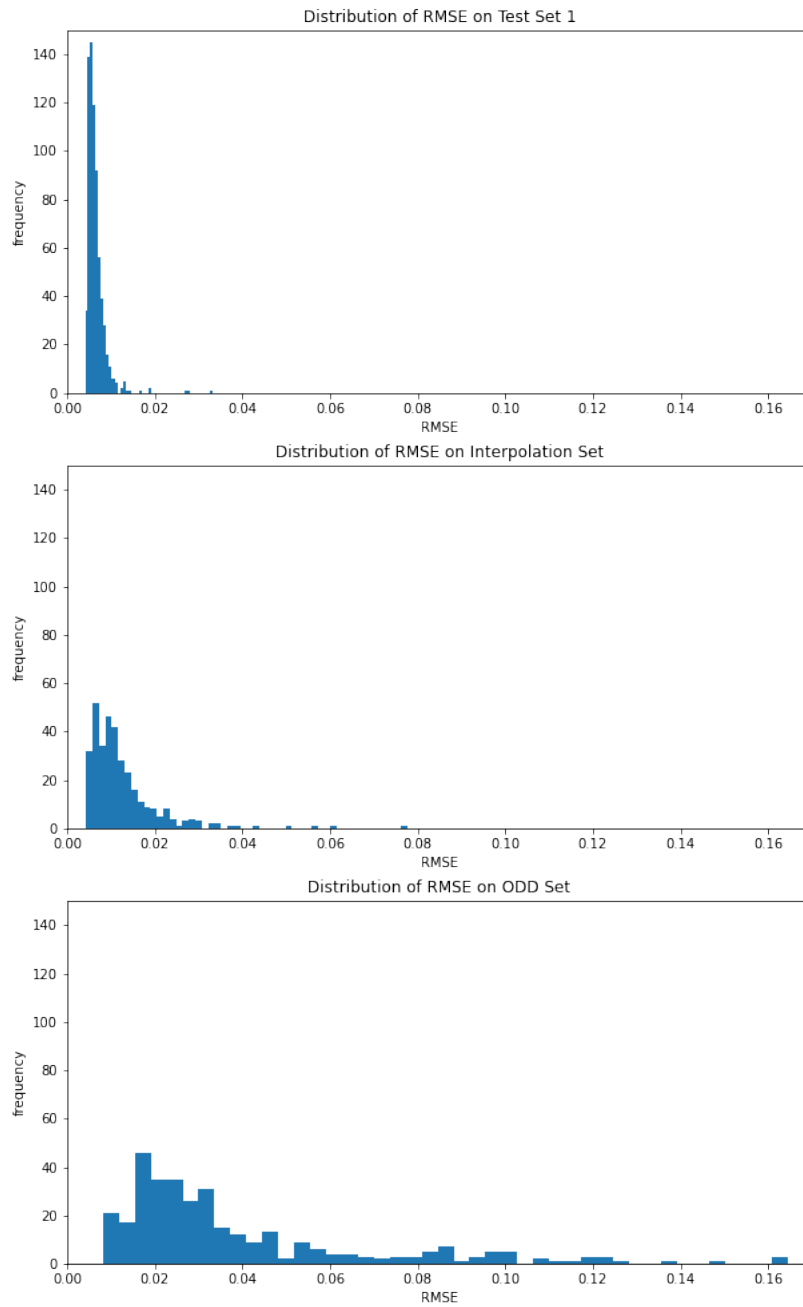 Distribution of RMSE on Test Set 1
140
120
100
80
60
40
20
0
frequency
0.00 0.02 0.04 0.06 0.08 0.10 0.12 0.14 0.16
RMSE
Distribution of RMSE on Interpolation Set
140
120
100
80
60
40
20
0
frequency
0.00 0.02 0.04 0.06 0.08 0.10 0.12 0.14 0.16
RMSE
Distribution of RMSE on ODD Set
140
120
100
80
60
40
20
0
frequency
0.00 0.02 0.04 0.06 0.08 0.10 0.12 0.14 0.16
RMSE